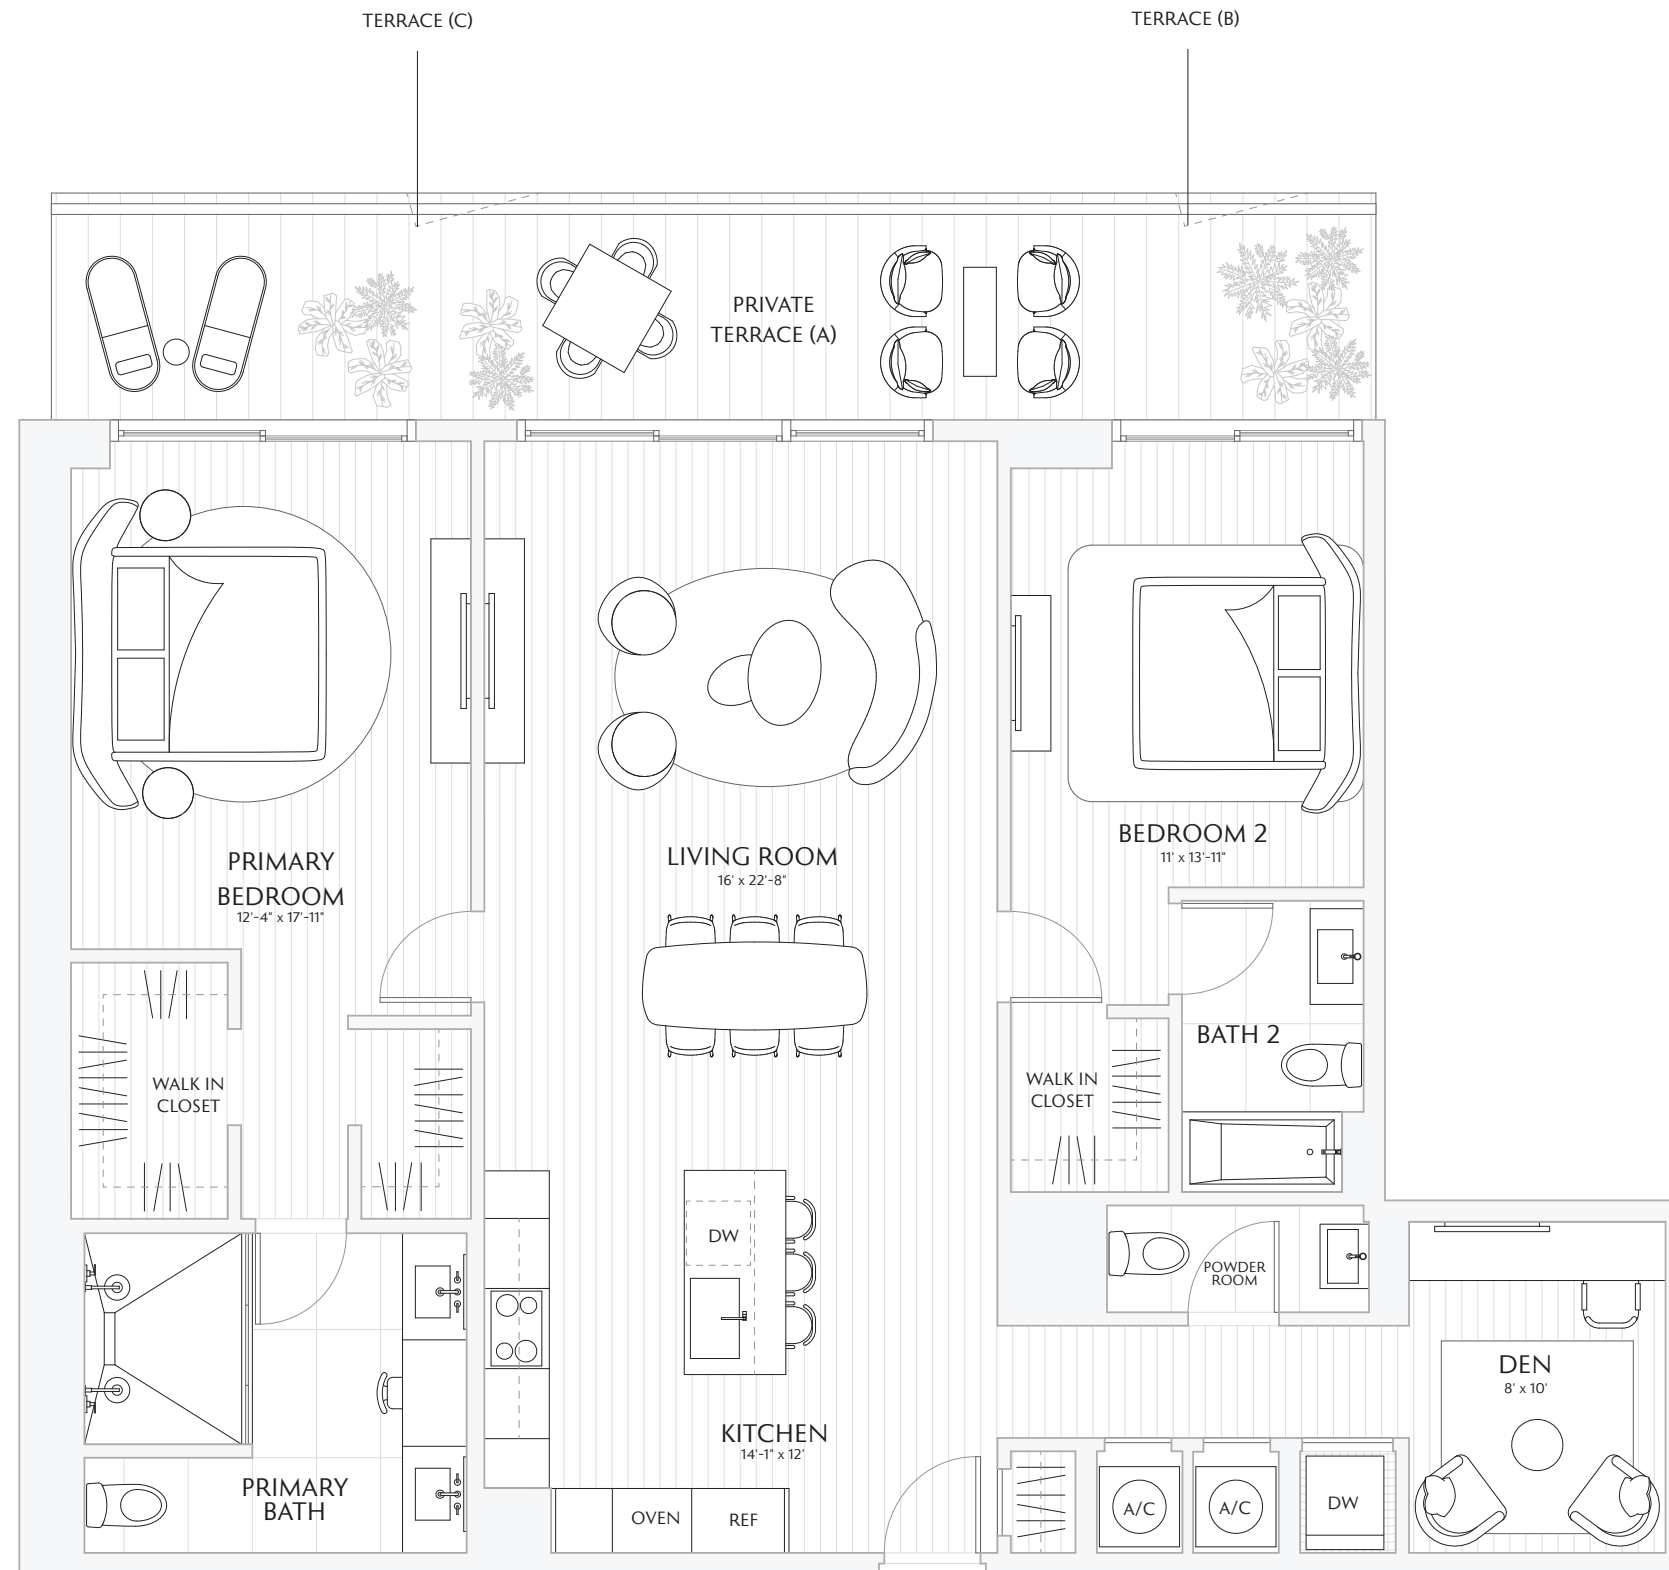 TERRACE (C)
TERRACE (B)
PRIVATE
TERRACE (A)
PRIMARY
BEDROOM
12'-4" x 17'-11"
LIVING ROOM
16' x 22'-8"
BEDROOM 2
11' x 13'-11"
BATH 2
WALK IN
CLOSET
WALK IN
CLOSET
DW
POWDER
ROOM
DEN
8' x 10'
KITCHEN
14'-1" x 12'
PRIMARY
BATH
OVEN
REF
A/C
A/C
DW